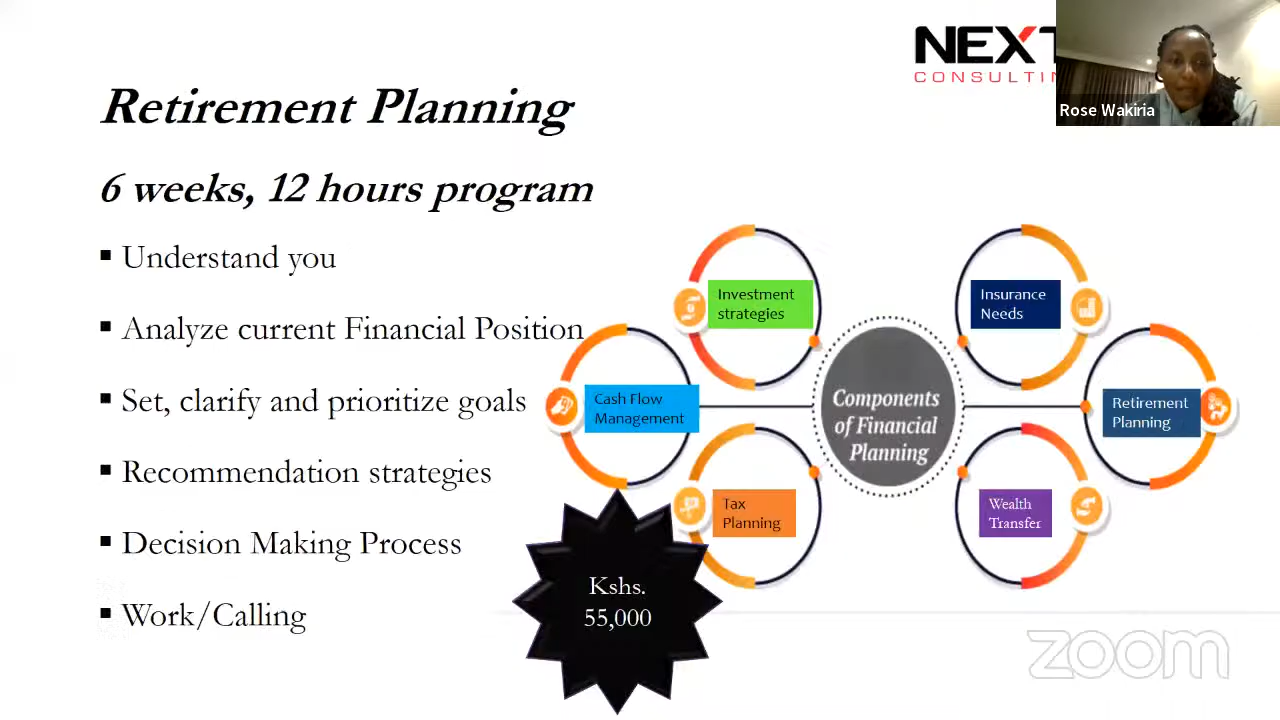 NEXT
CONSULTIN
Rose Wakiria
Retirement Planning
6 weeks, 12 hours program
▪ Understand you
▪ Analyze current Financial Position
▪ Set, clarify and prioritize goals
▪ Recommendation strategies
▪ Decision Making Process
▪ Work/Calling
Investment
strategies
Insurance
Needs
Cash Flow
Management
Components
of Financial
Planning
Retirement
Planning
Tax
Planning
Wealth
Transfer
Kshs.
55,000
zoom